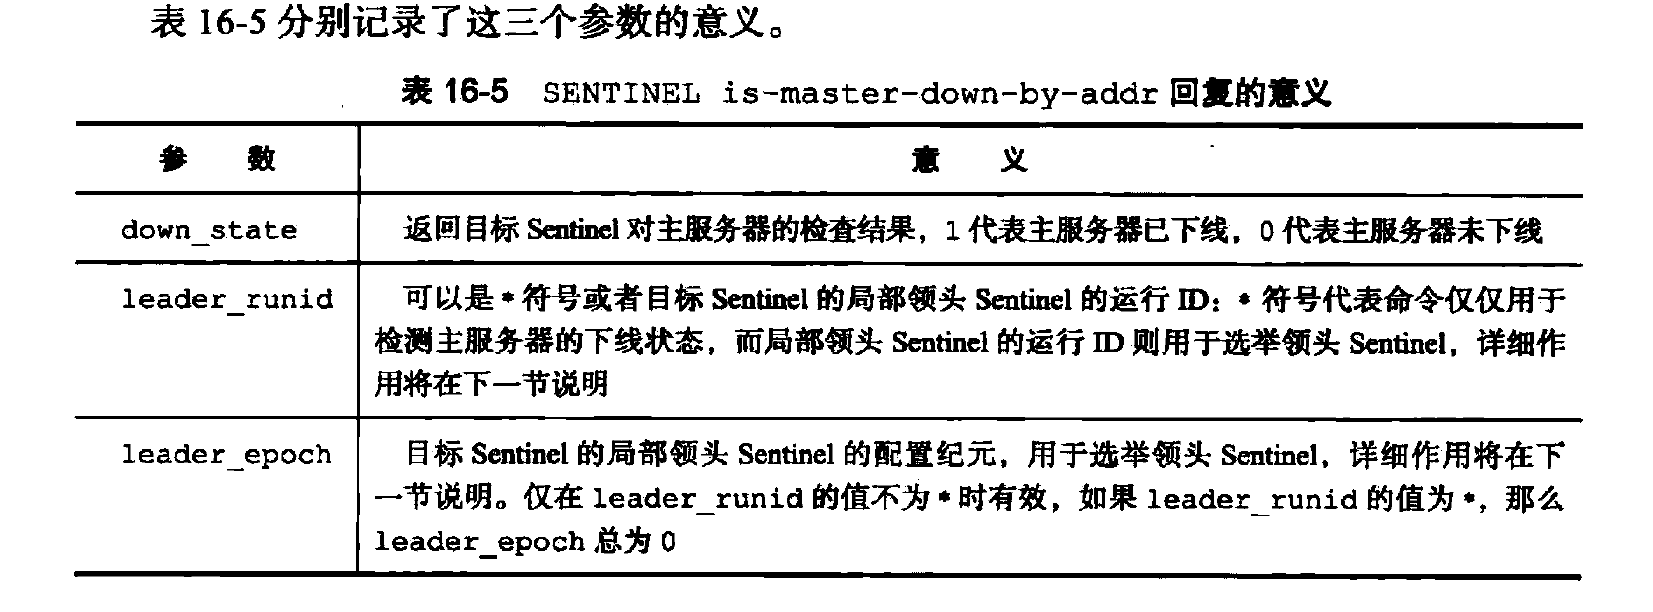 表 16-5 分别记录了这三个参数的意义。
表 16-5 SENTINEL is-master-down-by-addr 回复的意义
参 数
意 义
down_state
返回目标 Sentinel 对主服务器的检查结果，1 代表主服务器已下线，0 代表主服务器未下线
leader_runid
可以是 * 符号或者目标 Sentinel 的局部领头 Sentinel 的运行 ID：* 符号代表命令仅仅用于
检测主服务器的下线状态，而局部领头 Sentinel 的运行 ID 则用于选举领头 Sentinel，详细作
用将在下一节说明
leader_epoch
目标 Sentinel 的局部领头 Sentinel 的配置纪元，用于选举领头 Sentinel，详细作用将在下
一节说明。仅在 leader_runid 的值不为 * 时有效，如果 leader_runid 的值为 *，那么
leader_epoch 总为 0